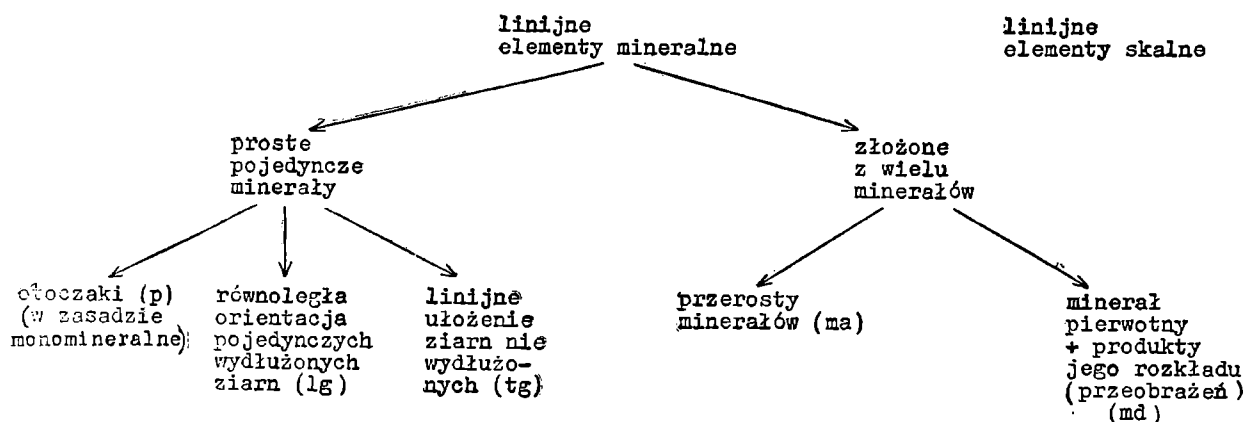 linijne
elementy mineralne
linijne
elementy skalne
proste
pojedyncze
minerały
złożone
z wielu
minerałów
otoczaki (p)
(w zasadzie
monomineralne)
równoległa
orientacja
pojedynczych
wydłużonych
ziarn (lg)
linijne
ułożenie
ziarn nie
wydłużo-
nych (tg)
przerosty
minerałów (ma)
minerał
pierwotny
+ produkty
jego rozkładu
(przeobrażeń)
(md)